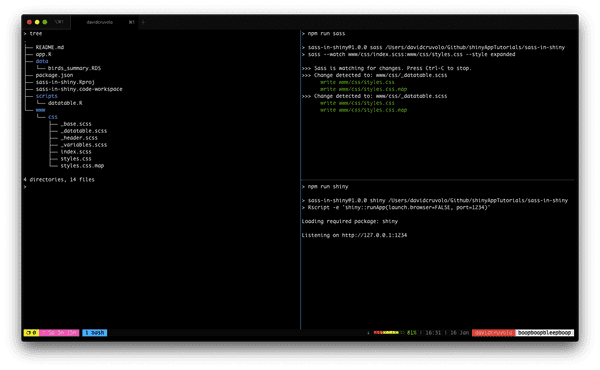 davidcruvolo
> tree
.
├── README.md
├── app.R
├── data
│   └── birds_summary.RDS
├── package.json
├── sass-in-shiny.Rproj
├── sass-in-shiny.code-workspace
├── scripts
│   └── datatable.R
└── www
    └── css
        ├── _base.scss
        ├── _datatable.scss
        ├── _header.scss
        ├── _variables.scss
        ├── index.scss
        ├── styles.css
        └── styles.css.map
4 directories, 14 files
>
> npm run sass
> sass-in-shiny@1.0.0 sass /Users/davidcruvolo/Github/shinyAppTutorials/sass-in-shiny
> sass --watch www/css/index.scss:www/css/styles.css --style expanded
>>> Sass is watching for changes. Press Ctrl-C to stop.
>>> Change detected to: www/css/_datatable.scss
write www/css/styles.css
write www/css/styles.css.map
>>> Change detected to: www/css/_datatable.scss
write www/css/styles.css
write www/css/styles.css.map
> npm run shiny
> sass-in-shiny@1.0.0 shiny /Users/davidcruvolo/Github/shinyAppTutorials/sass-in-shiny
> Rscript -e 'shiny::runApp(launch.browser=FALSE, port=1234)'
Loading required package: shiny
Listening on http://127.0.0.1:1234
1 bash
81% | 16:31 | 16 Jan davidcruvolo boopboopbleepboop